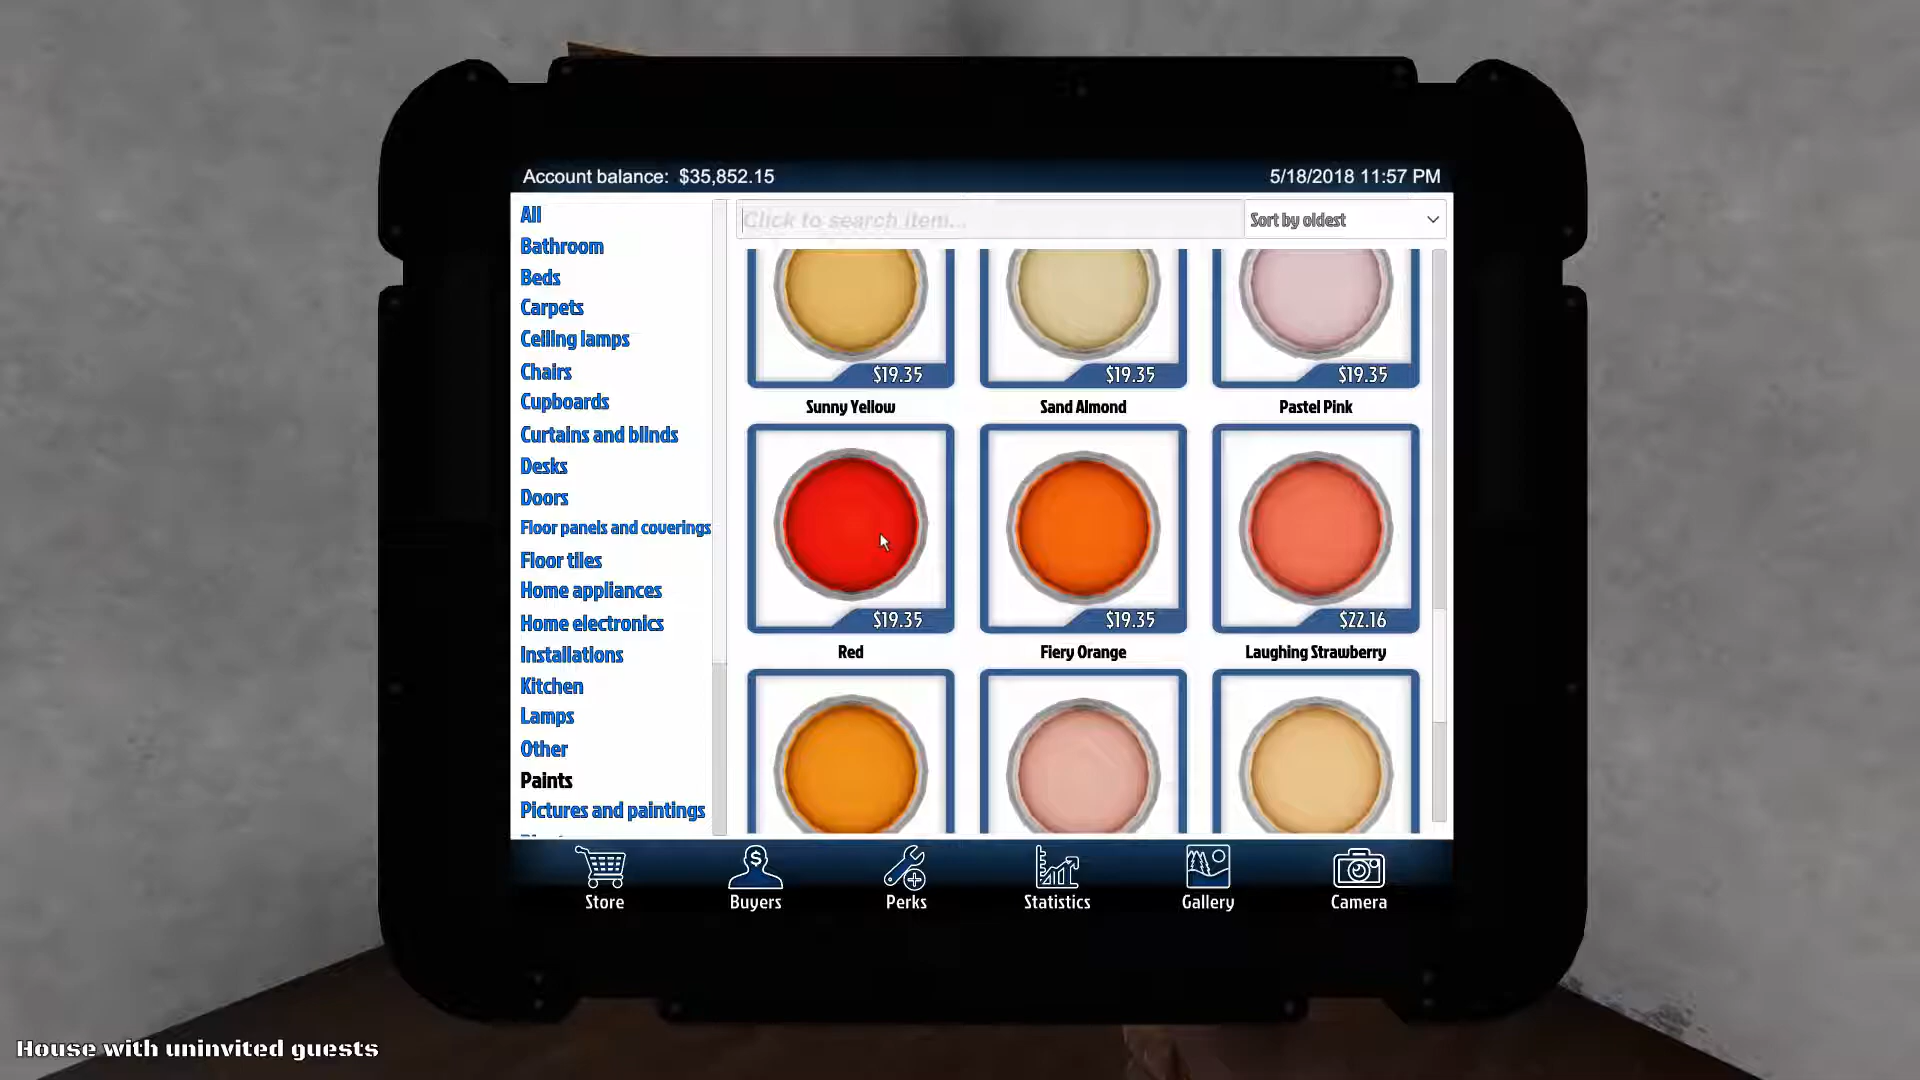 Account balance: $35,852.15
5/18/2018 11:57 PM
All
Bathroom
Beds
Carpets
Ceiling lamps
Chairs
Cupboards
Curtains and blinds
Desks
Doors
Floor panels and coverings
Floor tiles
Home appliances
Home electronics
Installations
Kitchen
Lamps
Other
Paints
Pictures and paintings
Click to search item...
Sort by oldest
$19.35
$19.35
$19.35
Sunny Yellow
Sand Almond
Pastel Pink
$19.35
$19.35
$22.16
Red
Fiery Orange
Laughing Strawberry
Store
Buyers
Perks
Statistics
Gallery
Camera
House with uninvited guests